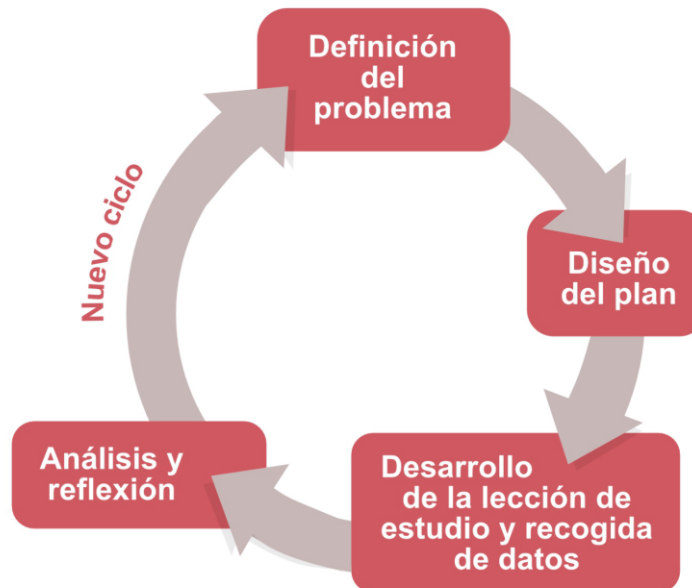 Definición
del
problema
Diseño
del plan
Desarrollo
de la lección de
estudio y recogida
de datos
Análisis y
reflexión
Nuevo ciclo